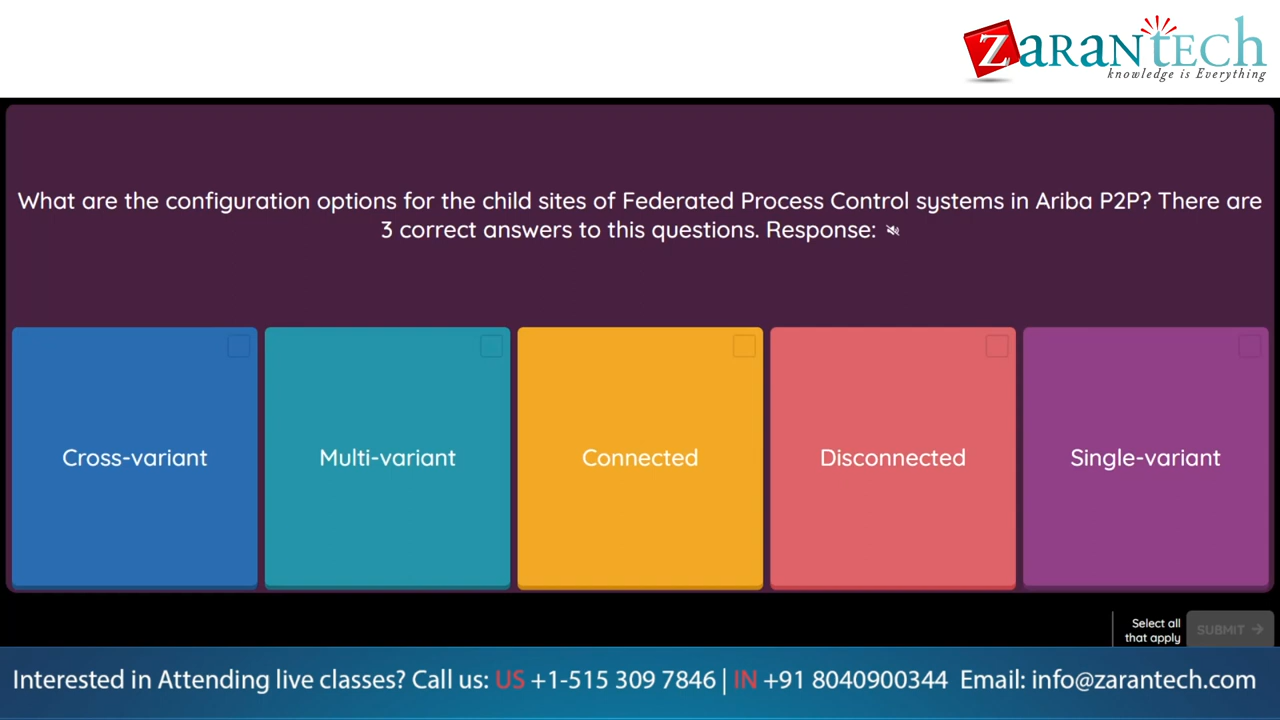 ZARANTECH
knowledge is Everything
What are the configuration options for the child sites of Federated Process Control systems in Ariba P2P? There are
3 correct answers to this questions. Response:
Cross-variant
Multi-variant
Connected
Disconnected
Single-variant
Select all
that apply
SUBMIT →
Interested in Attending live classes? Call us: US +1-515 309 7846 | IN +91 8040900344 Email: info@zarantech.com